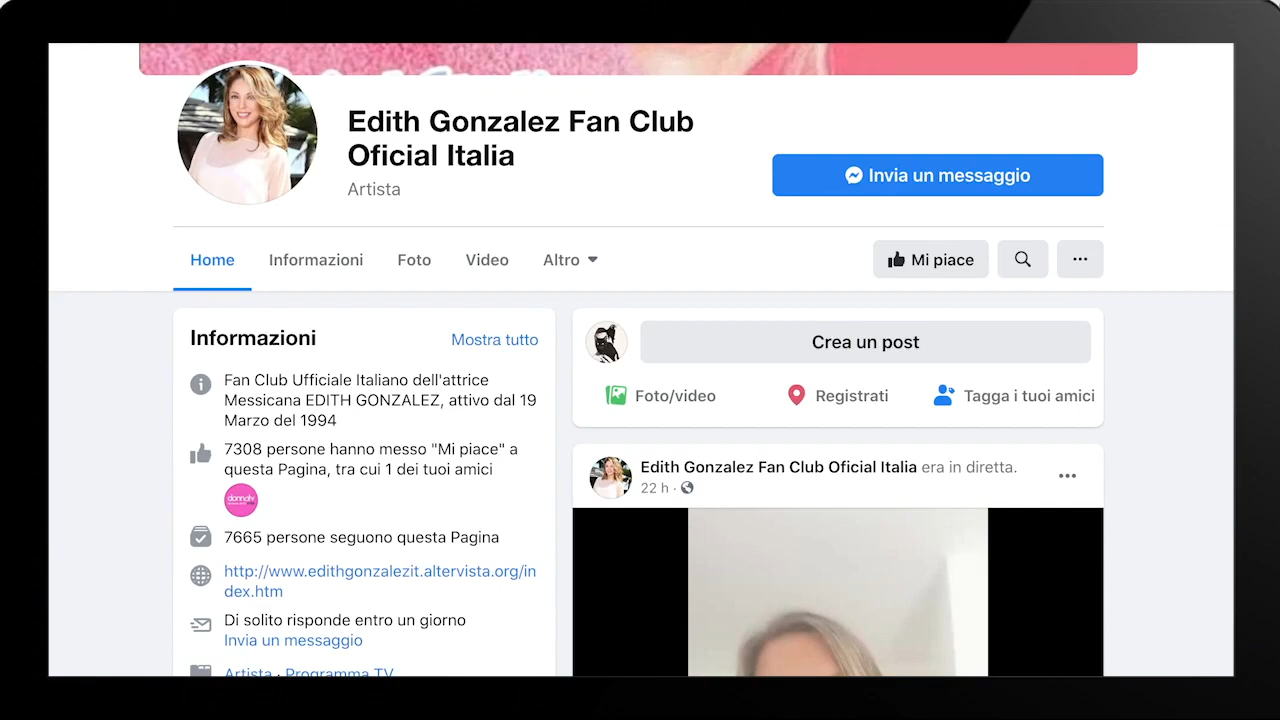 Edith Gonzalez Fan Club
Oficial Italia
Artista
Invia un messaggio
Home
Informazioni
Foto
Video
Altro
Mi piace
Informazioni
Mostra tutto
Fan Club Ufficiale Italiano dell'attrice
Messicana EDITH GONZALEZ, attivo dal 19
Marzo del 1994
7308 persone hanno messo "Mi piace" a
questa Pagina, tra cui 1 dei tuoi amici
donnatv
7665 persone seguono questa Pagina
http://www.edithgonzalezit.altervista.org/in
dex.htm
Di solito risponde entro un giorno
Invia un messaggio
Artista · Programma TV
Crea un post
Foto/video
Registrati
Tagga i tuoi amici
Edith Gonzalez Fan Club Oficial Italia era in diretta.
22 h ·